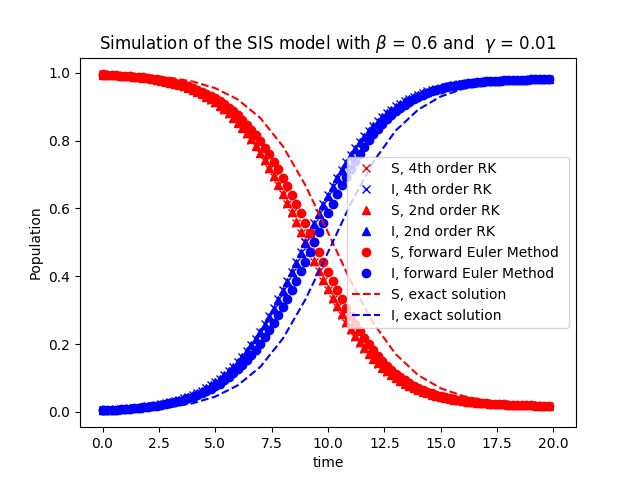 Simulation of the SIS model with β = 0.6 and γ = 0.01
1.0
0.8
0.6
0.4
0.2
0.0
Population
S, 4th order RK
I, 4th order RK
S, 2nd order RK
I, 2nd order RK
S, forward Euler Method
I, forward Euler Method
S, exact solution
I, exact solution
0.0 2.5 5.0 7.5 10.0 12.5 15.0 17.5 20.0
time